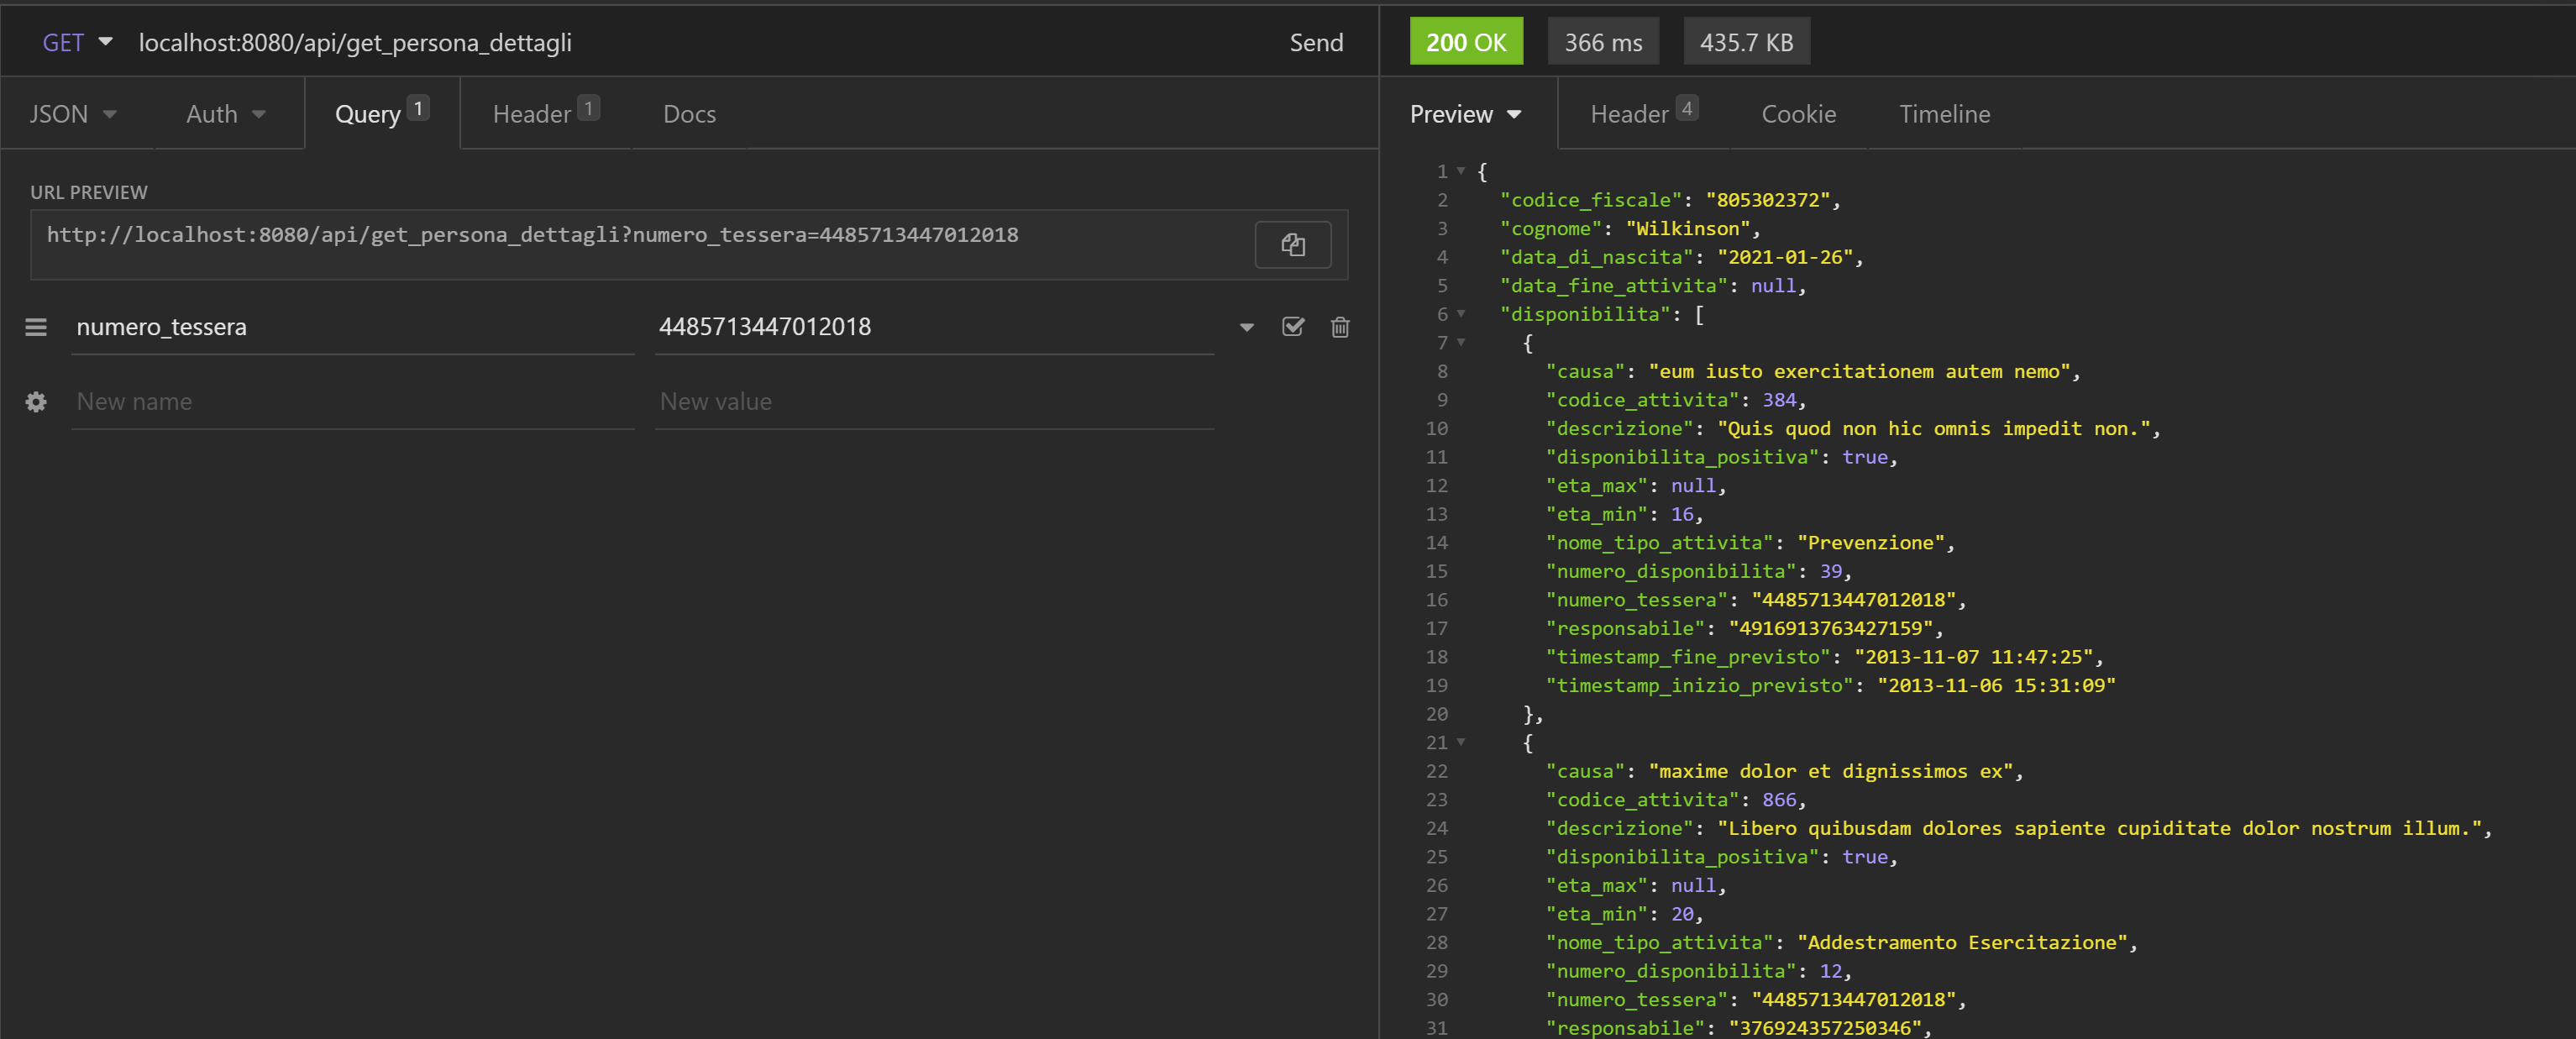 GET localhost:8080/api/get_persona_dettagli Send
JSON Auth Query 1 Header 1 Docs
URL PREVIEW
http://localhost:8080/api/get_persona_dettagli?numero_tessera=4485713447012018
numero_tessera 4485713447012018
New name New value
200 OK 366 ms 435.7 KB
Preview Header 4 Cookie Timeline
1 {
2 "codice_fiscale": "805302372",
3 "cognome": "Wilkinson",
4 "data_di_nascita": "2021-01-26",
5 "data_fine_attivita": null,
6 "disponibilita": [
7 {
8 "causa": "eum iusto exercitationem autem nemo",
9 "codice_attivita": 384,
10 "descrizione": "Quis quod non hic omnis impedit non.",
11 "disponibilita_positiva": true,
12 "eta_max": null,
13 "eta_min": 16,
14 "nome_tipo_attivita": "Prevenzione",
15 "numero_disponibilita": 39,
16 "numero_tessera": "4485713447012018",
17 "responsabile": "4916913763427159",
18 "timestamp_fine_previsto": "2013-11-07 11:47:25",
19 "timestamp_inizio_previsto": "2013-11-06 15:31:09"
20 },
21 {
22 "causa": "maxime dolor et dignissimos ex",
23 "codice_attivita": 866,
24 "descrizione": "Libero quibusdam dolores sapiente cupiditate dolor nostrum illum.",
25 "disponibilita_positiva": true,
26 "eta_max": null,
27 "eta_min": 20,
28 "nome_tipo_attivita": "Addestramento Esercitazione",
29 "numero_disponibilita": 12,
30 "numero_tessera": "4485713447012018",
31 "responsabile": "376924357250346",